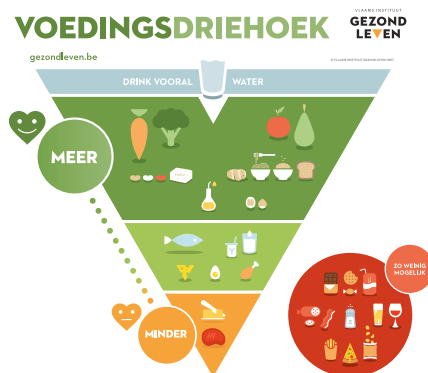 VOEDINGSDRIEHOEK
VLAAMS INSTITUUT
GEZOND
LEVEN
gezondleven.be
DRINK VOORAL WATER
MEER
MINDER
ZO WEINIG
MOGELIJK